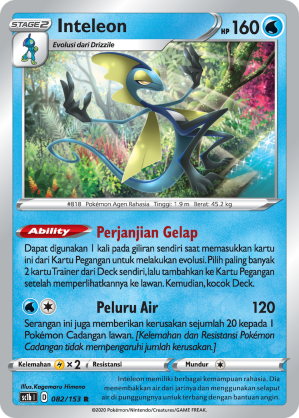 STAGE2 Inteleon HP 160
Evolusi dari Drizzile
#818 Pokémon Agen Rahasia Tinggi: 1.9 m Berat: 45.2 kg
Ability Perjanjian Gelap
Dapat digunakan 1 kali pada giliran sendiri saat memasukkan kartu
ini dari Kartu Pegangan untuk melakukan evolusi. Pilih paling banyak
2 kartu Trainer dari Deck sendiri, lalu tambahkan ke Kartu Pegangan
setelah memperlihatkannya ke lawan. Kemudian, kocok Deck.
Peluru Air 120
Serangan ini juga memberikan kerusakan sejumlah 20 kepada 1
Pokémon Cadangan lawan. [Kelemahan dan Resistansi Pokémon
Cadangan tidak memengaruhi jumlah kerusakan.]
Kelemahan ×2 Resistansi Mundur
Illus. Kagemaru Himeno
sc1b I D 082/153 R
Inteleon memiliki berbagai kemampuan rahasia. Dia
menembakkan air dari ujung jarinya, dan melayang
di udara menunggangi angin dengan selaput di
punggungnya.
©2020 Pokémon/Nintendo/Creatures/GAME FREAK.